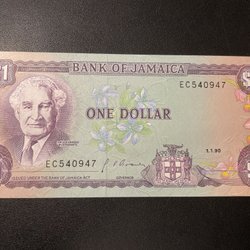 $1
BANK OF JAMAICA
EC540947
ONE DOLLAR
EC540947
1.1.90
ISSUED UNDER THE BANK OF JAMAICA ACT
GOVERNOR